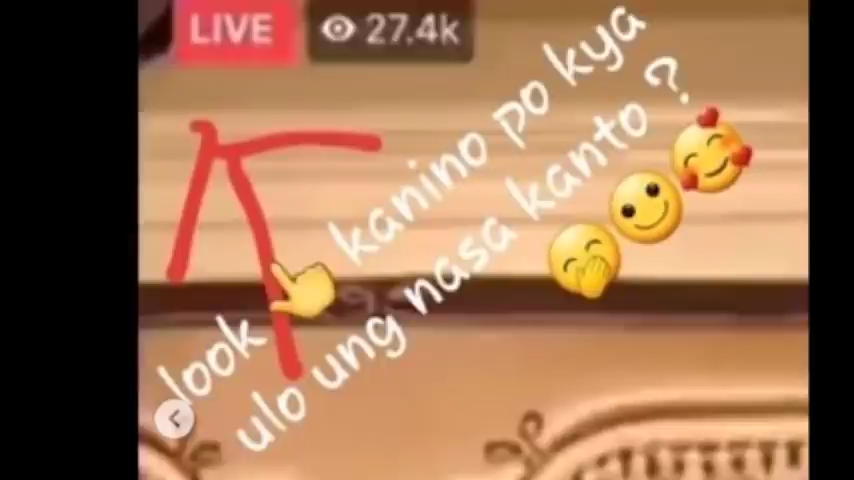 LIVE 27.4k
look 👆 kanino po kya
ulo ung nasa kanto ?
🤭🙂🥰